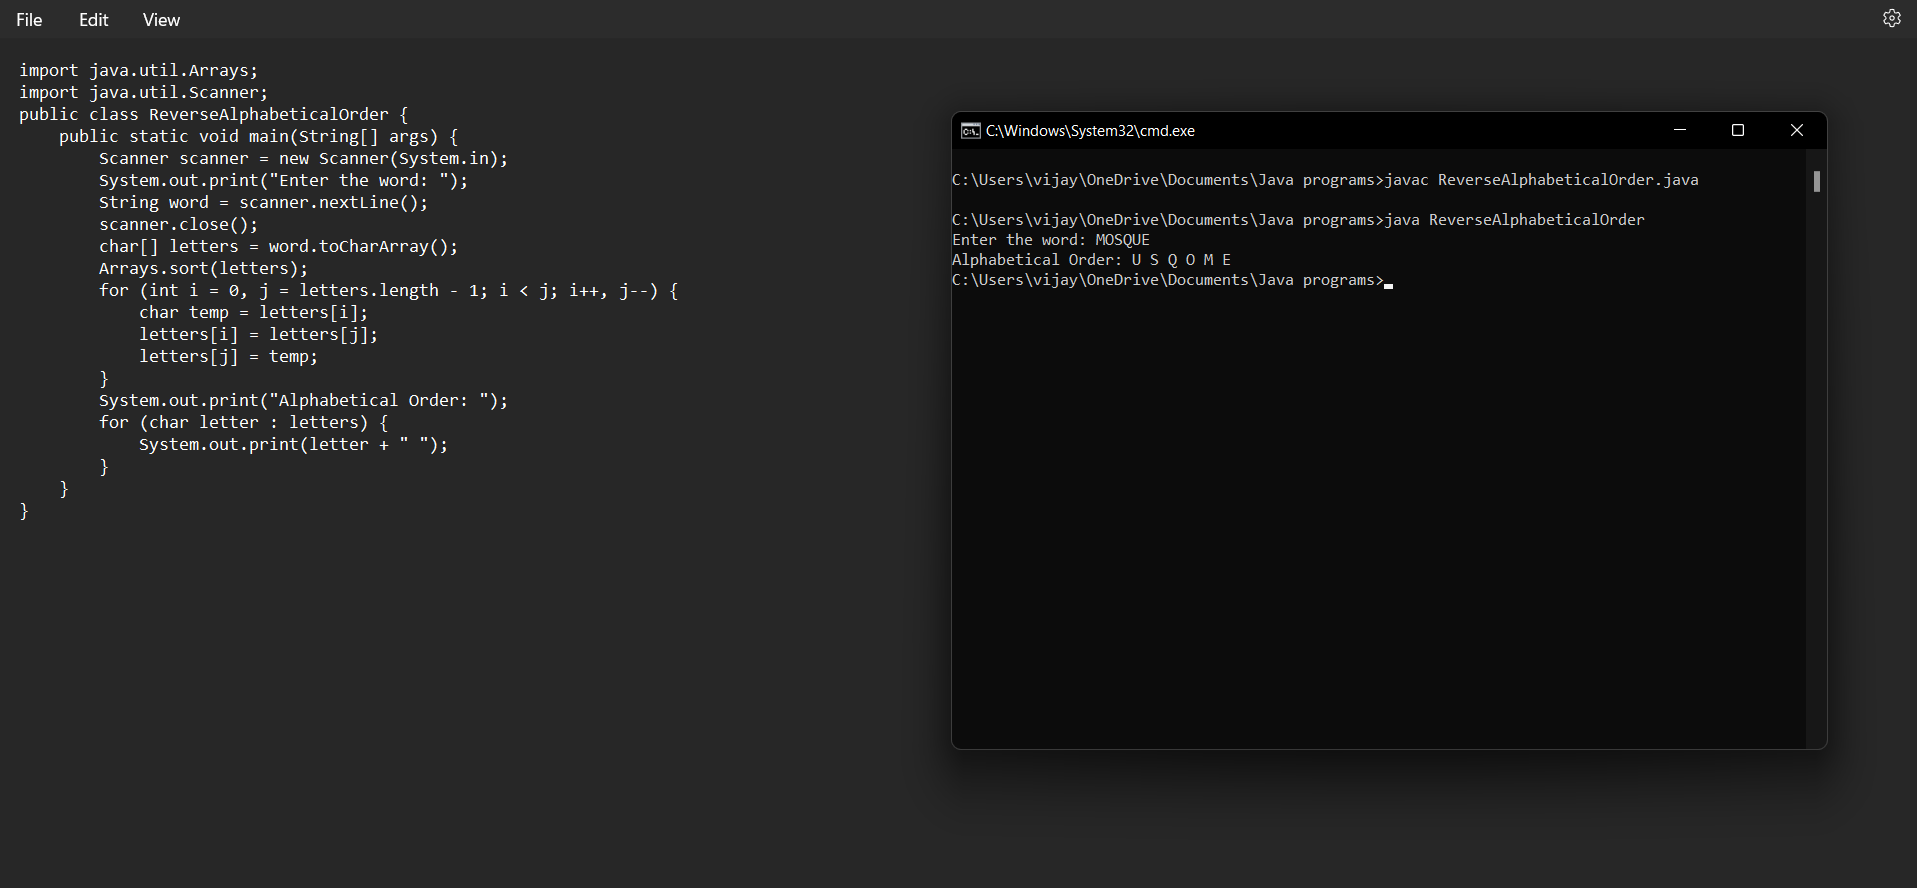 File Edit View
import java.util.Arrays;
import java.util.Scanner;
public class ReverseAlphabeticalOrder {
    public static void main(String[] args) {
        Scanner scanner = new Scanner(System.in);
        System.out.print("Enter the word: ");
        String word = scanner.nextLine();
        scanner.close();
        char[] letters = word.toCharArray();
        Arrays.sort(letters);
        for (int i = 0, j = letters.length - 1; i < j; i++, j--) {
            char temp = letters[i];
            letters[i] = letters[j];
            letters[j] = temp;
        }
        System.out.print("Alphabetical Order: ");
        for (char letter : letters) {
            System.out.print(letter + " ");
        }
    }
}
C:\Windows\System32\cmd.exe
C:\Users\vijay\OneDrive\Documents\Java programs>javac ReverseAlphabeticalOrder.java
C:\Users\vijay\OneDrive\Documents\Java programs>java ReverseAlphabeticalOrder
Enter the word: MOSQUE
Alphabetical Order: U S Q O M E
C:\Users\vijay\OneDrive\Documents\Java programs>